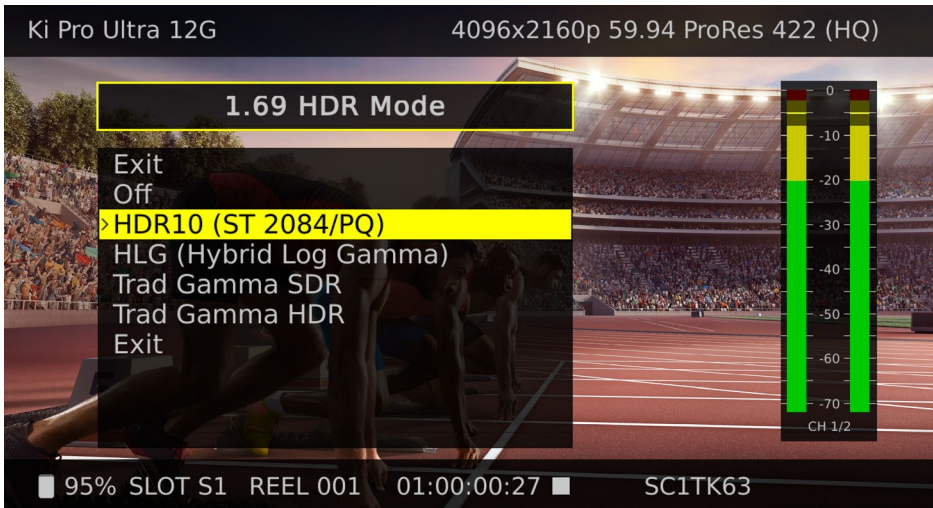 Ki Pro Ultra 12G 4096x2160p 59.94 ProRes 422 (HQ)
1.69 HDR Mode
Exit
Off
>HDR10 (ST 2084/PQ)
HLG (Hybrid Log Gamma)
Trad Gamma SDR
Trad Gamma HDR
Exit
0
-10
-20
-30
-40
-50
-60
-70
CH 1/2
95% SLOT S1 REEL 001 01:00:00:27 SC1TK63